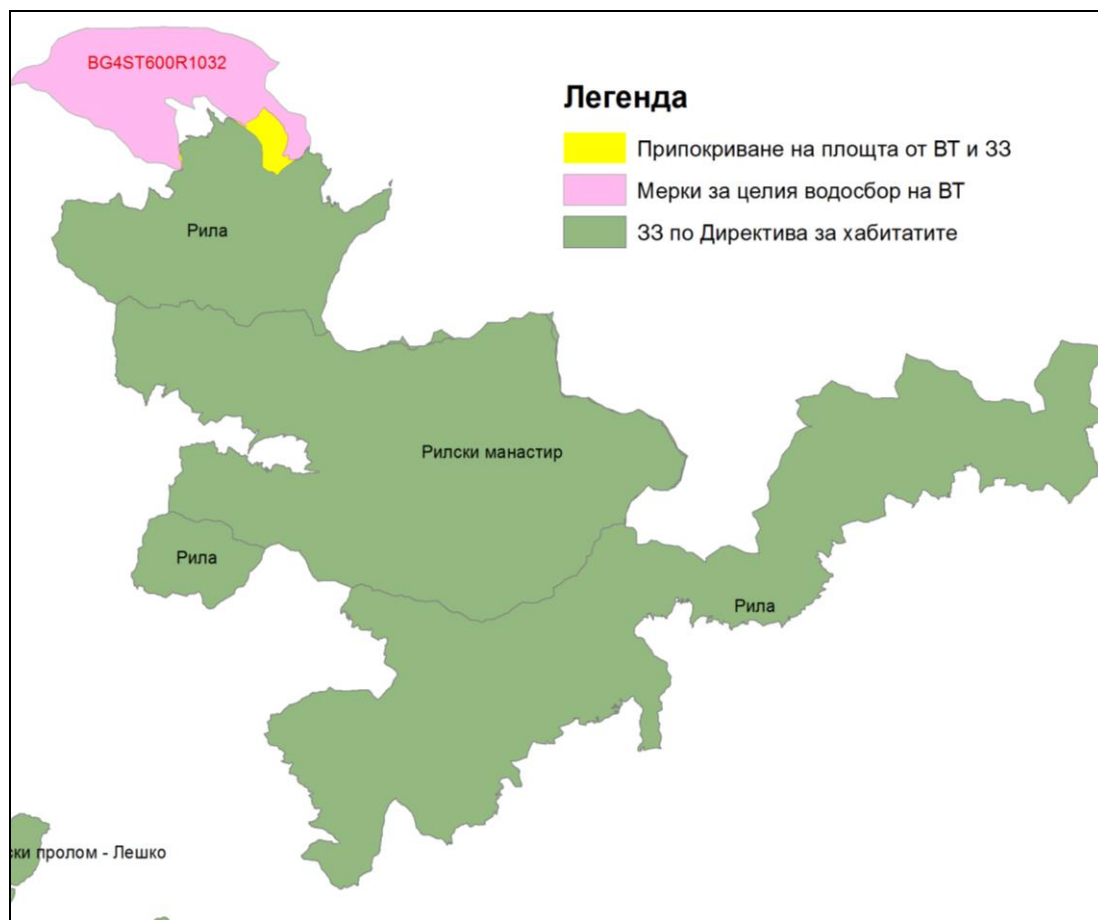 BG4ST600R1032
Легенда
Припокриване на площта от ВТ и ЗЗ
Мерки за целия водосбор на ВТ
ЗЗ по Директива за хабитатите
Рила
Рилски манастир
Рила
Рила
ски пролом - Лешко